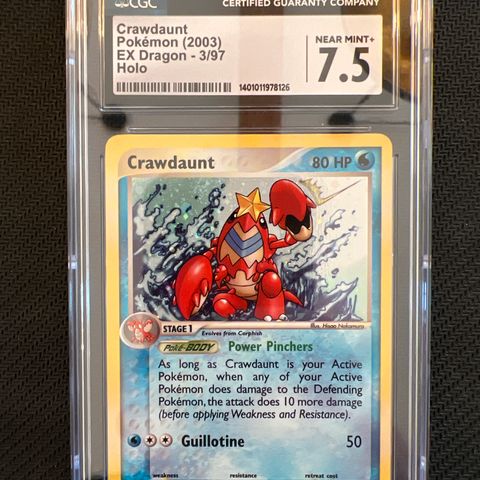 CGC
CERTIFIED GUARANTY COMPANY
Crawdaunt
Pokémon (2003)
EX Dragon - 3/97
Holo
1401011978126
NEAR MINT+
7.5
Crawdaunt
80 HP
Illus. Hisao Nakamura
STAGE 1
Evolves from Corphish
Poké-BODY Power Pinchers
As long as Crawdaunt is your Active
Pokémon, when any of your Active
Pokémon does damage to the Defending
Pokémon, the attack does 10 more damage
(before applying Weakness and Resistance).
Guillotine 50
weakness resistance retreat cost